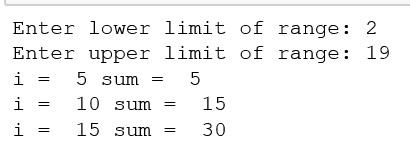 Enter lower limit of range: 2
Enter upper limit of range: 19
i =  5 sum =  5
i =  10 sum =  15
i =  15 sum =  30